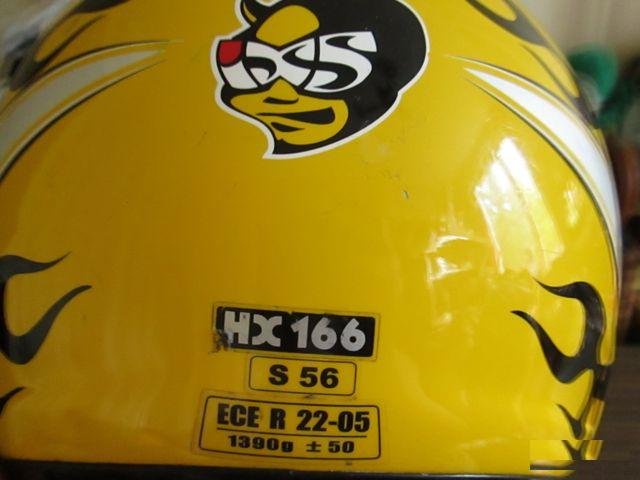 iXS
HX 166
S 56
ECE R 22-05
1390g ± 50